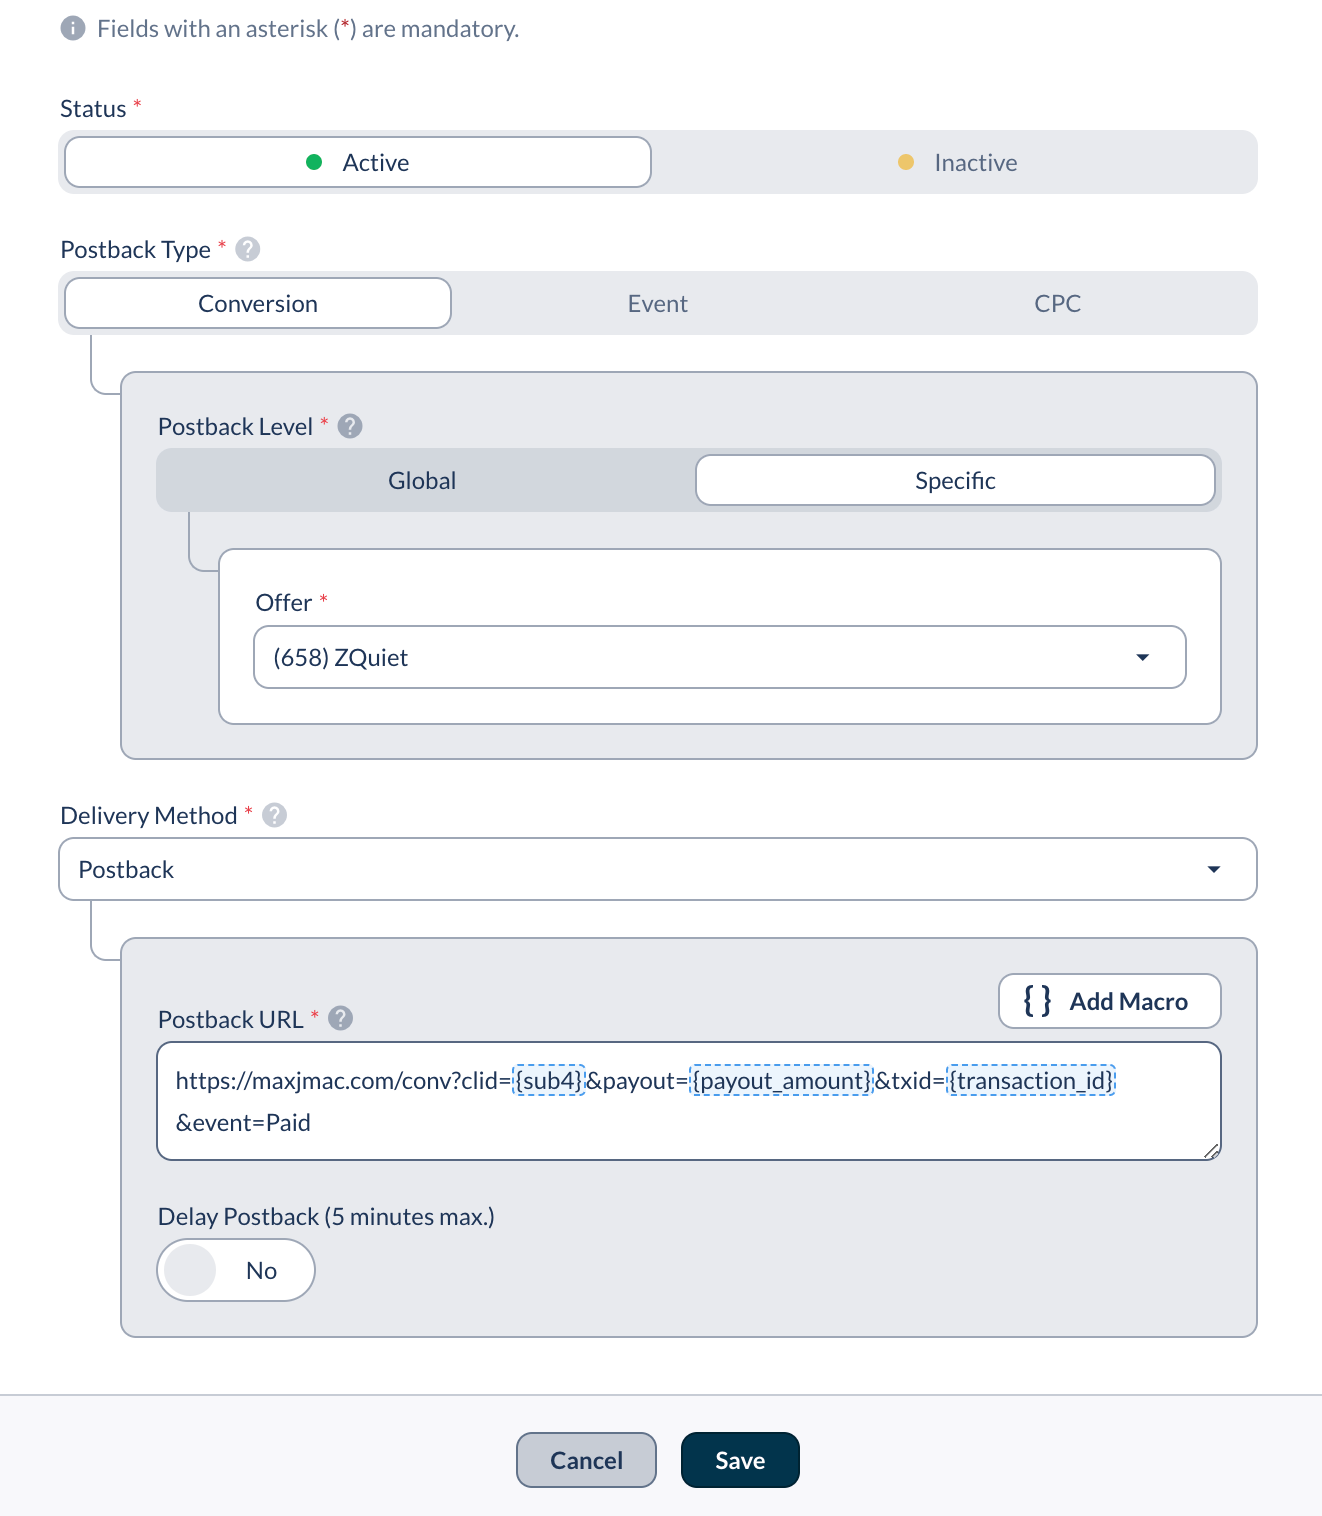 Fields with an asterisk (*) are mandatory.
Status *
Active
Inactive
Postback Type * ?
Conversion
Event
CPC
Postback Level * ?
Global
Specific
Offer *
(658) ZQuiet
Delivery Method * ?
Postback
{ } Add Macro
Postback URL * ?
https://maxjmac.com/conv?clid={sub4}&payout={payout_amount}&txid={transaction_id}
&event=Paid
Delay Postback (5 minutes max.)
No
Cancel
Save